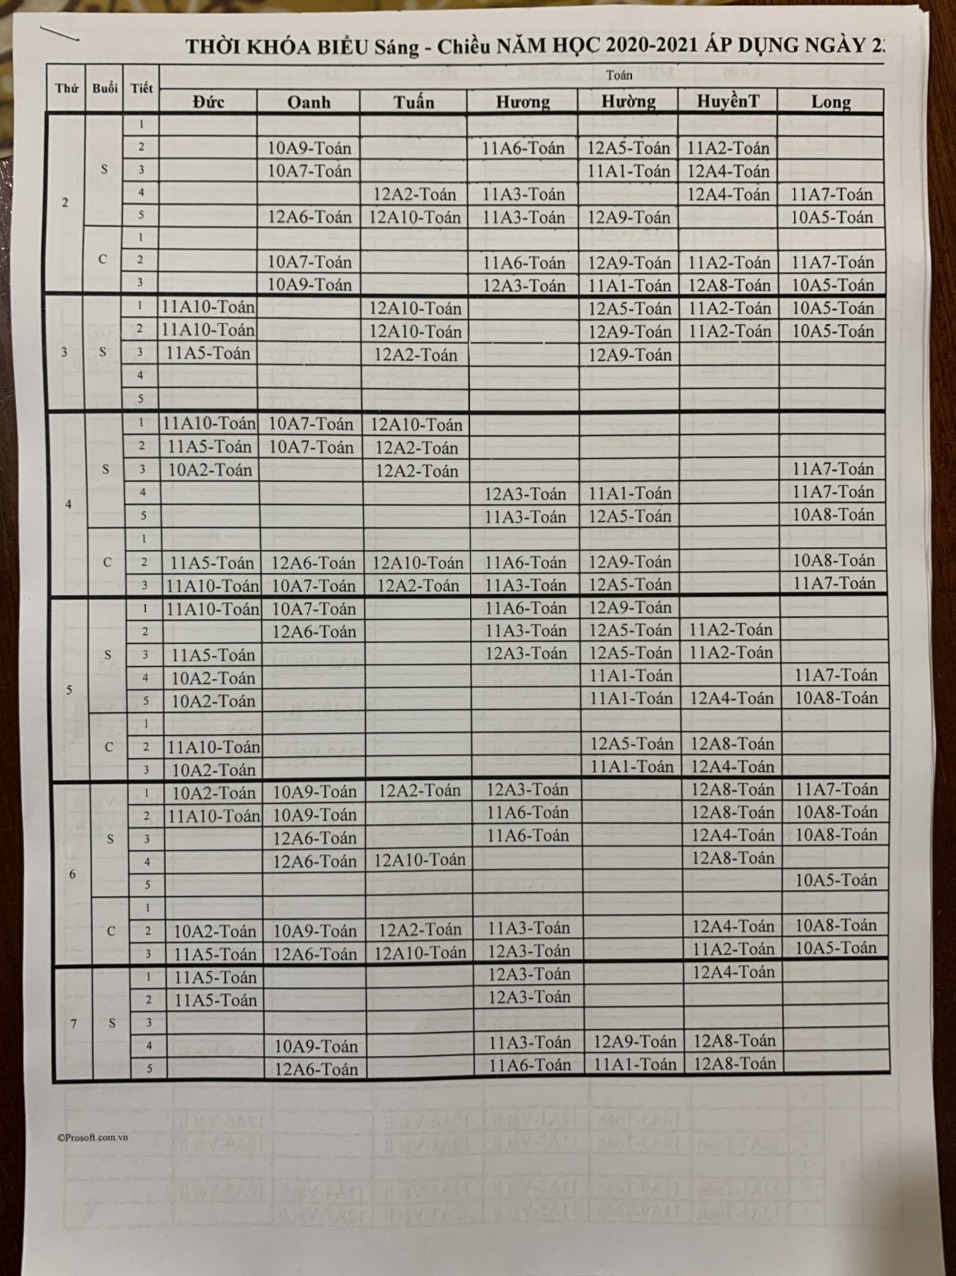 THỜI KHÓA BIỂU Sáng - Chiều NĂM HỌC 2020-2021 ÁP DỤNG NGÀY 2
Thứ Buổi Tiết Toán
Đức Oanh Tuấn Hương Hường HuyềnT Long
2 S 1
2 10A9-Toán 11A6-Toán 12A5-Toán 11A2-Toán
3 10A7-Toán 11A1-Toán 12A4-Toán
4 12A2-Toán 11A3-Toán 12A4-Toán 11A7-Toán
5 12A6-Toán 12A10-Toán 11A3-Toán 12A9-Toán 10A5-Toán
C 1
2 10A7-Toán 11A6-Toán 12A9-Toán 11A2-Toán 11A7-Toán
3 10A9-Toán 12A3-Toán 11A1-Toán 12A8-Toán 10A5-Toán
3 S 1 11A10-Toán 12A10-Toán 12A5-Toán 11A2-Toán 10A5-Toán
2 11A10-Toán 12A10-Toán 12A9-Toán 11A2-Toán 10A5-Toán
3 11A5-Toán 12A2-Toán 12A9-Toán
4
5
4 S 1 11A10-Toán 10A7-Toán 12A10-Toán
2 11A5-Toán 10A7-Toán 12A2-Toán
3 10A2-Toán 12A2-Toán 11A7-Toán
4 12A3-Toán 11A1-Toán 11A7-Toán
5 11A3-Toán 12A5-Toán 10A8-Toán
C 1
2 11A5-Toán 12A6-Toán 12A10-Toán 11A6-Toán 12A9-Toán 10A8-Toán
3 11A10-Toán 10A7-Toán 12A2-Toán 11A3-Toán 12A5-Toán 11A7-Toán
5 S 1 11A10-Toán 10A7-Toán 11A6-Toán 12A9-Toán
2 12A6-Toán 11A3-Toán 12A5-Toán 11A2-Toán
3 11A5-Toán 12A3-Toán 12A5-Toán 11A2-Toán
4 10A2-Toán 11A1-Toán 11A7-Toán
5 10A2-Toán 11A1-Toán 12A4-Toán 10A8-Toán
C 1
2 11A10-Toán 12A5-Toán 12A8-Toán
3 10A2-Toán 11A1-Toán 12A4-Toán
6 S 1 10A2-Toán 10A9-Toán 12A2-Toán 12A3-Toán 12A8-Toán 11A7-Toán
2 11A10-Toán 10A9-Toán 11A6-Toán 12A8-Toán 10A8-Toán
3 12A6-Toán 11A6-Toán 12A4-Toán 10A8-Toán
4 12A6-Toán 12A10-Toán 12A8-Toán
5 10A5-Toán
C 1
2 10A2-Toán 10A9-Toán 12A2-Toán 11A3-Toán 12A4-Toán 10A8-Toán
3 11A5-Toán 12A6-Toán 12A10-Toán 12A3-Toán 11A2-Toán 10A5-Toán
7 S 1 11A5-Toán 12A3-Toán 12A4-Toán
2 11A5-Toán 12A3-Toán
3
4 10A9-Toán 11A3-Toán 12A9-Toán 12A8-Toán
5 12A6-Toán 11A6-Toán 11A1-Toán 12A8-Toán
©Prosoft.com.vn